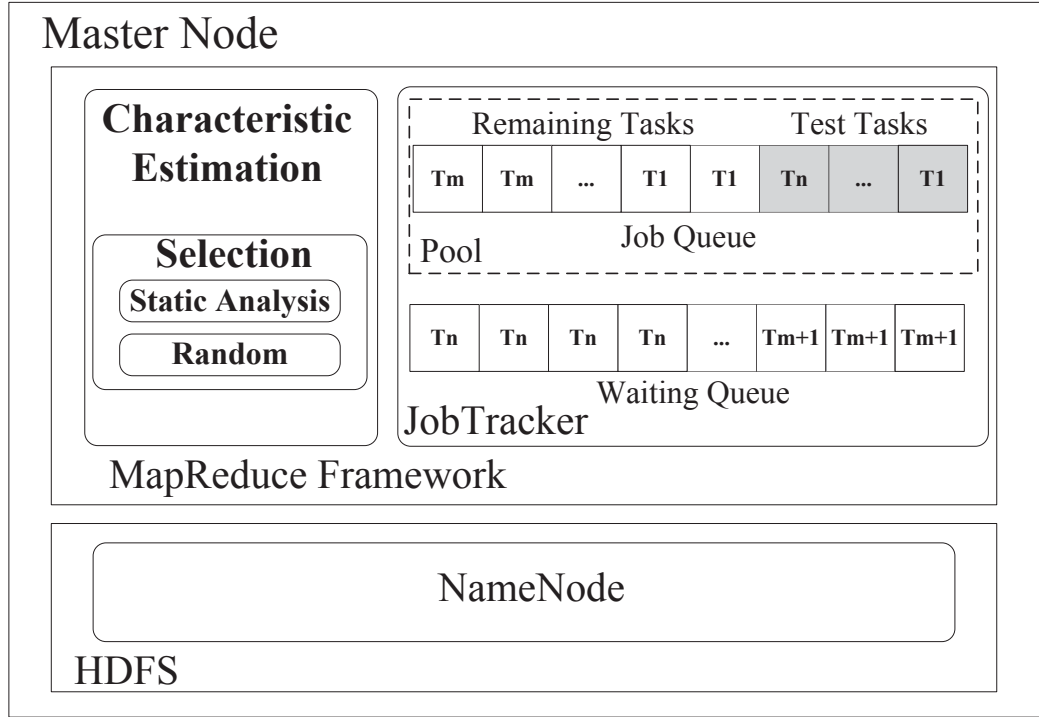 Master Node
Characteristic
Estimation
Selection
Static Analysis
Random
Remaining Tasks Test Tasks
Tm Tm ... T1 T1 Tn ... T1
Job Queue
Pool
Tn Tn Tn Tn ... Tm+1 Tm+1 Tm+1
Waiting Queue
JobTracker
MapReduce Framework
NameNode
HDFS